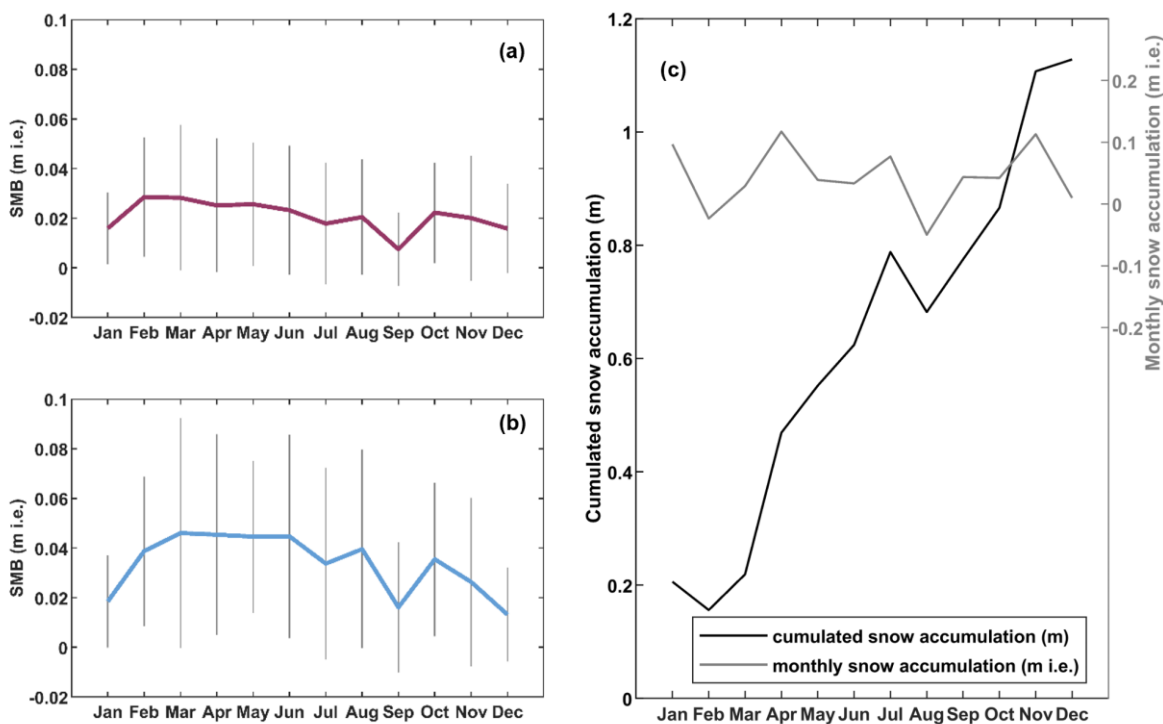 (a)
SMB (m i.e.)
0.1
0.08
0.06
0.04
0.02
0
-0.02
Jan Feb Mar Apr May Jun Jul Aug Sep Oct Nov Dec
(b)
SMB (m i.e.)
0.1
0.08
0.06
0.04
0.02
0
-0.02
Jan Feb Mar Apr May Jun Jul Aug Sep Oct Nov Dec
(c)
Cumulated snow accumulation (m)
1.2
1
0.8
0.6
0.4
0.2
0
Monthly snow accumulation (m i.e.)
0.2
0.1
0
-0.1
-0.2
cumulated snow accumulation (m)
monthly snow accumulation (m i.e.)
Jan Feb Mar Apr May Jun Jul Aug Sep Oct Nov Dec